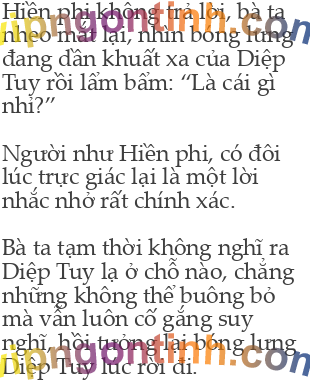 Hiền phi không trả lời, bà ta
nheo mắt lại, nhìn bóng lưng
đang dần khuất xa của Diệp
Tuy rồi lẩm bẩm: “Là cái gì
nhỉ?”
Người như Hiền phi, có đôi
lúc trực giác lại là một lời
nhắc nhở rất chính xác.
Bà ta tạm thời không nghĩ ra
Diệp Tuy lạ ở chỗ nào, chẳng
những không thể buông bỏ
mà vẫn luôn cố gắng suy
nghĩ, hồi tưởng lại bóng lưng
Diệp Tuy lúc rời đi.
vipngontinh.com
vipngontinh.com